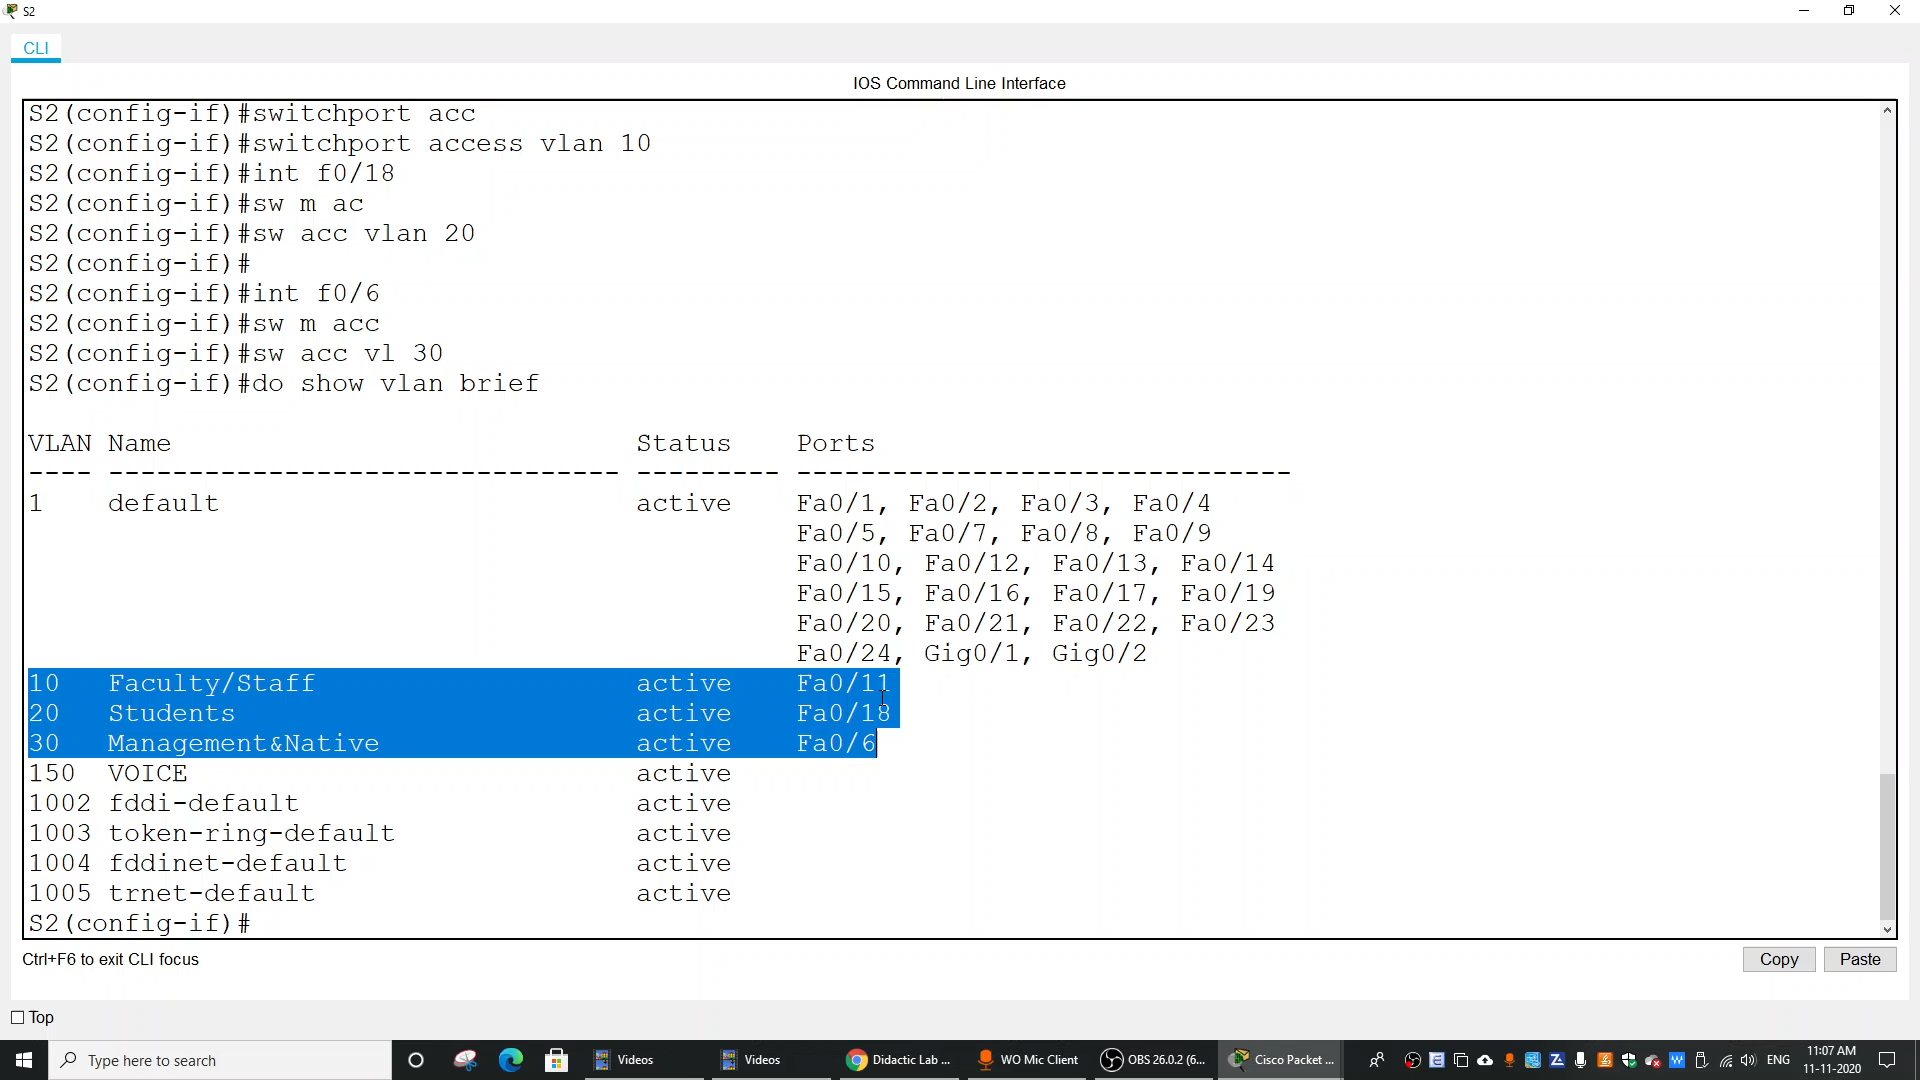 S2
CLI
IOS Command Line Interface
S2(config-if)#switchport acc
S2(config-if)#switchport access vlan 10
S2(config-if)#int f0/18
S2(config-if)#sw m ac
S2(config-if)#sw acc vlan 20
S2(config-if)#
S2(config-if)#int f0/6
S2(config-if)#sw m acc
S2(config-if)#sw acc vl 30
S2(config-if)#do show vlan brief
VLAN Name                             Status    Ports
---- -------------------------------- --------- -------------------------------
1    default                          active    Fa0/1, Fa0/2, Fa0/3, Fa0/4
                                                Fa0/5, Fa0/7, Fa0/8, Fa0/9
                                                Fa0/10, Fa0/12, Fa0/13, Fa0/14
                                                Fa0/15, Fa0/16, Fa0/17, Fa0/19
                                                Fa0/20, Fa0/21, Fa0/22, Fa0/23
                                                Fa0/24, Gig0/1, Gig0/2
10   Faculty/Staff                    active    Fa0/11
20   Students                         active    Fa0/18
30   Management&Native                active    Fa0/6
150  VOICE                            active
1002 fddi-default                     active
1003 token-ring-default               active
1004 fddinet-default                  active
1005 trnet-default                    active
S2(config-if)#
Ctrl+F6 to exit CLI focus
Copy Paste
Top
Type here to search Videos Videos Didactic Lab ... WO Mic Client OBS 26.0.2 (6... Cisco Packet ... ENG 11:07 AM
11-11-2020